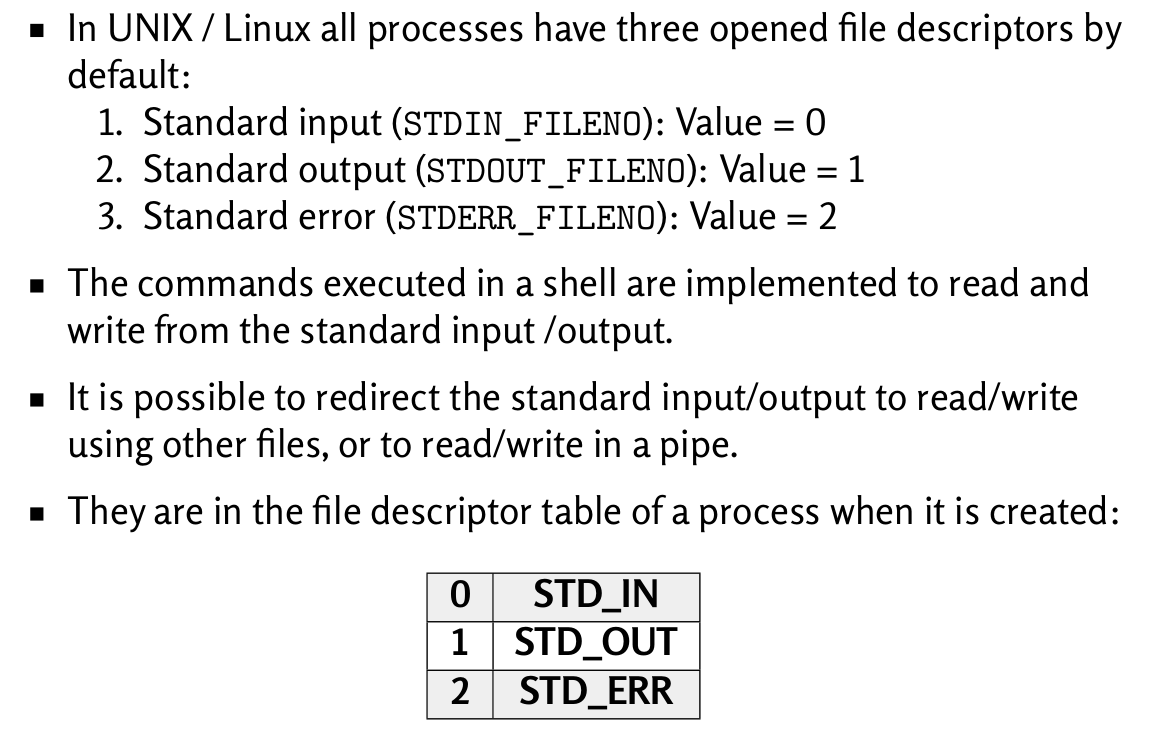 ▪ In UNIX / Linux all processes have three opened file descriptors by
default:
1. Standard input (STDIN_FILENO): Value = 0
2. Standard output (STDOUT_FILENO): Value = 1
3. Standard error (STDERR_FILENO): Value = 2
▪ The commands executed in a shell are implemented to read and
write from the standard input /output.
▪ It is possible to redirect the standard input/output to read/write
using other files, or to read/write in a pipe.
▪ They are in the file descriptor table of a process when it is created:
0 STD_IN
1 STD_OUT
2 STD_ERR